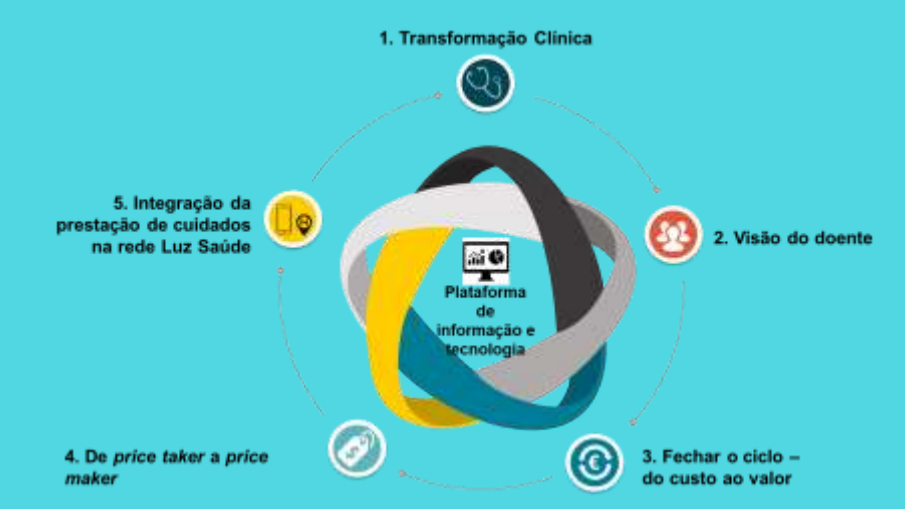 1. Transformação Clínica
2. Visão do doente
3. Fechar o ciclo –
do custo ao valor
4. De price taker a price
maker
5. Integração da
prestação de cuidados
na rede Luz Saúde
Plataforma
de
informação e
tecnologia